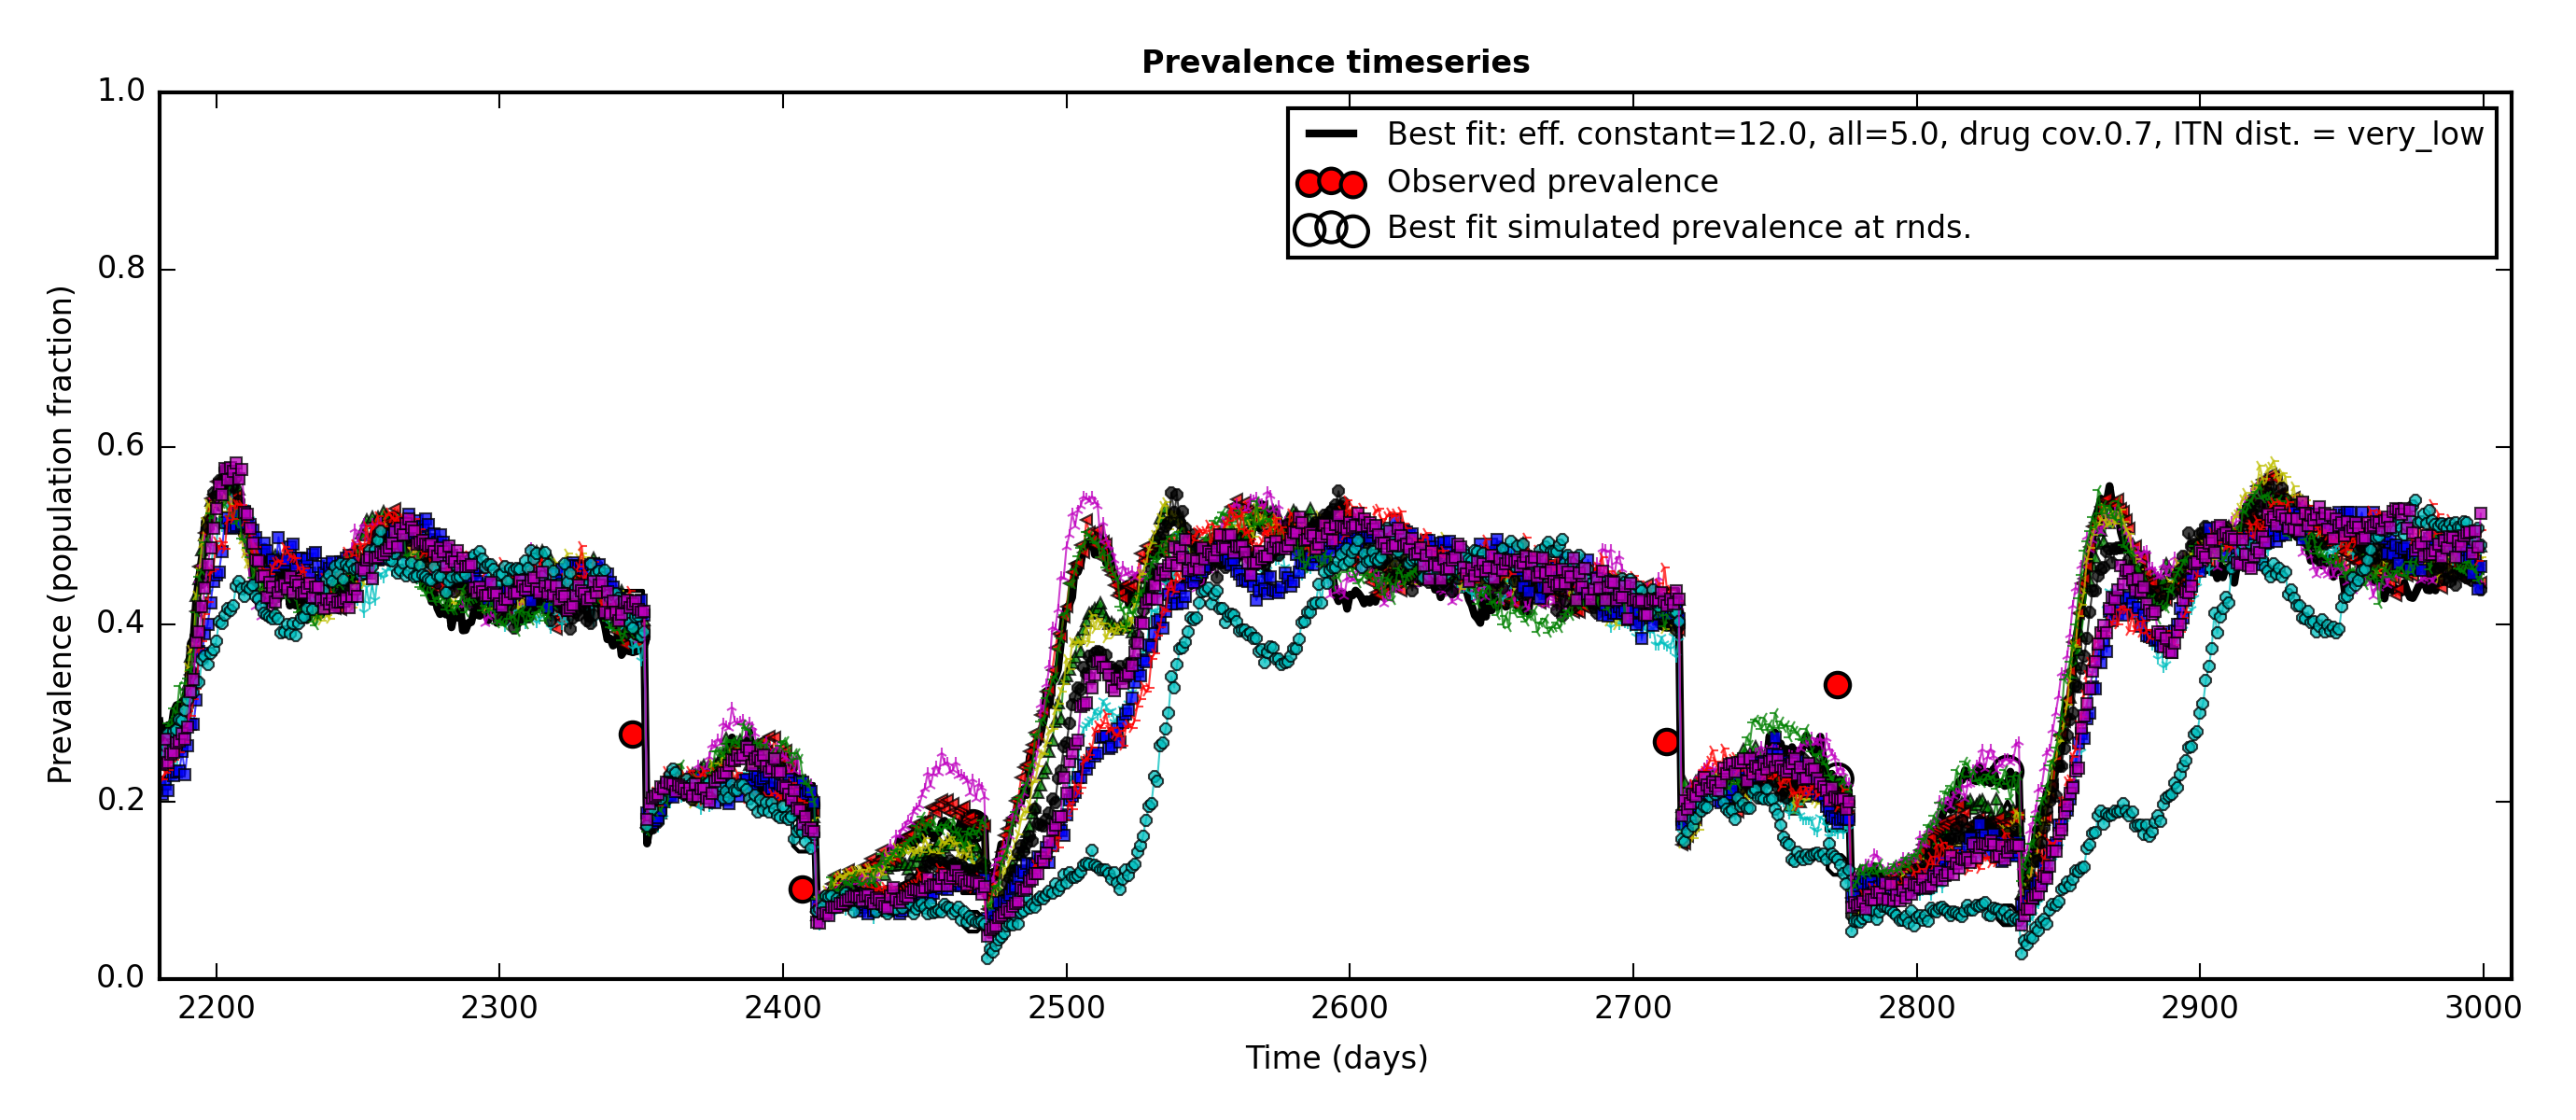 Prevalence timeseries
Best fit: eff. constant=12.0, all=5.0, drug cov.0.7, ITN dist. = very_low
Observed prevalence
Best fit simulated prevalence at rnds.
Prevalence (population fraction)
1.0
0.8
0.6
0.4
0.2
0.0
2200 2300 2400 2500 2600 2700 2800 2900 3000
Time (days)